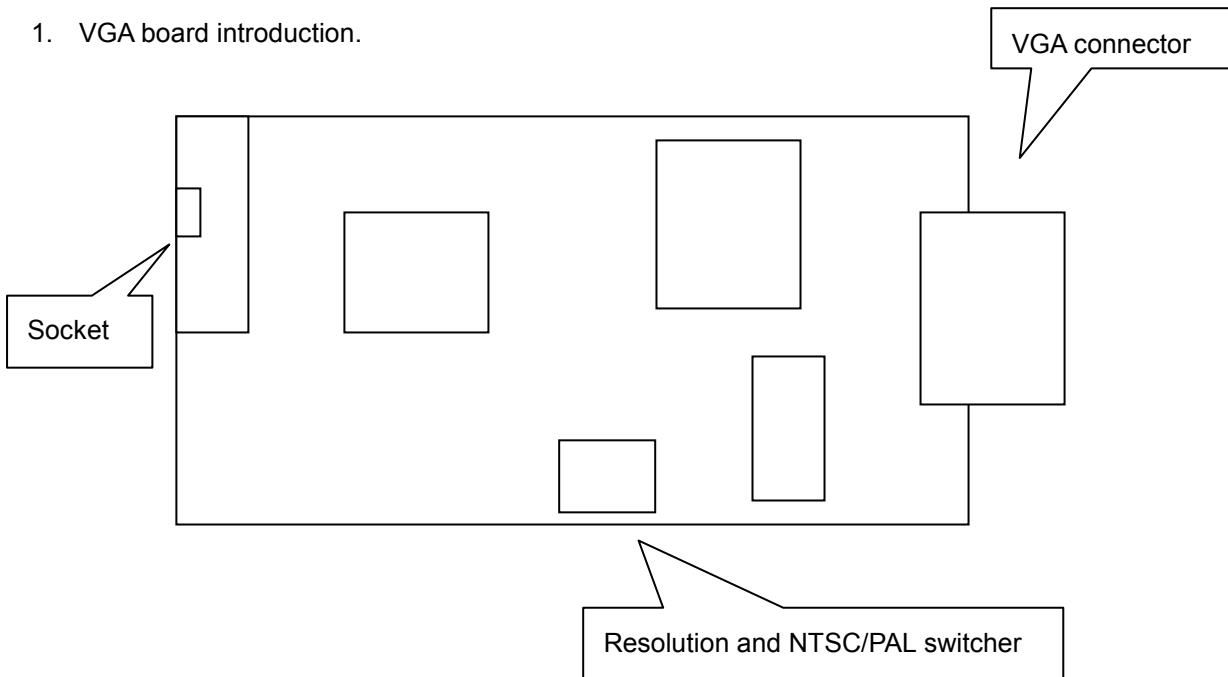 1. VGA board introduction.
VGA connector
Socket
Resolution and NTSC/PAL switcher